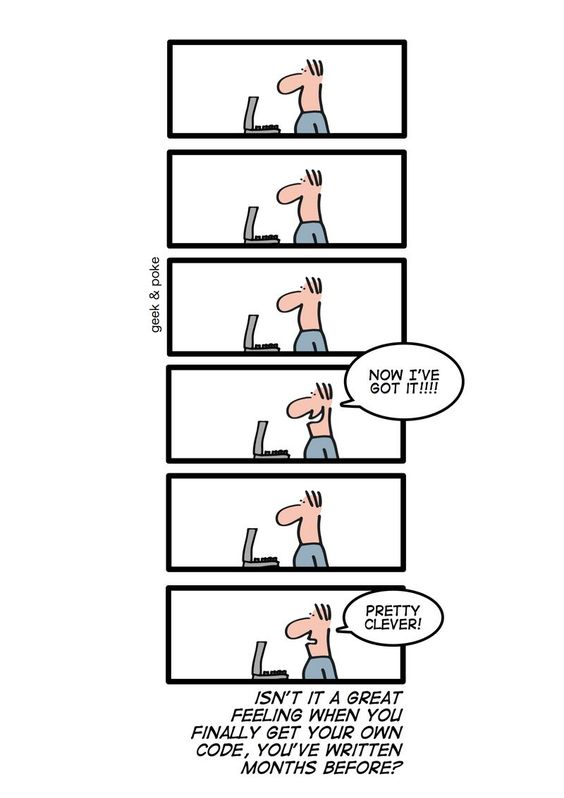 geek & poke
NOW I'VE
GOT IT!!!!
PRETTY
CLEVER!
ISN'T IT A GREAT
FEELING WHEN YOU
FINALLY GET YOUR OWN
CODE, YOU'VE WRITTEN
MONTHS BEFORE?